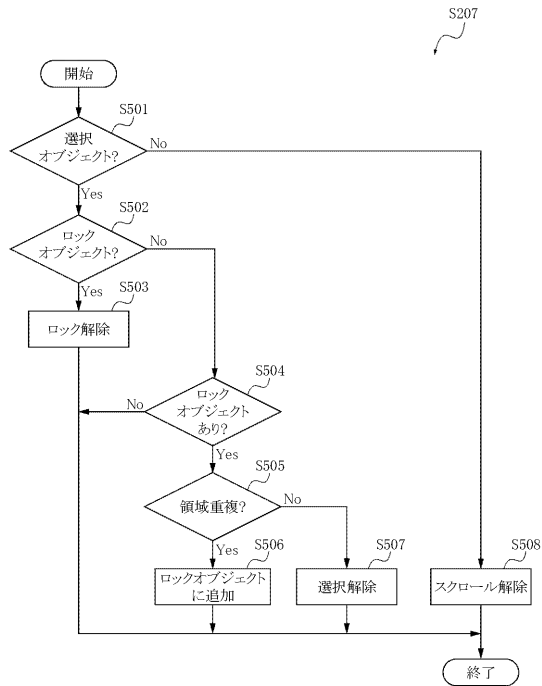 S207
開始
S501
選択
オブジェクト?
No
Yes
S502
ロック
オブジェクト?
No
Yes
S503
ロック解除
S504
ロック
オブジェクト
あり?
No
Yes
S505
領域重複?
No
Yes
S506
ロックオブジェクト
に追加
S507
選択解除
S508
スクロール解除
終了